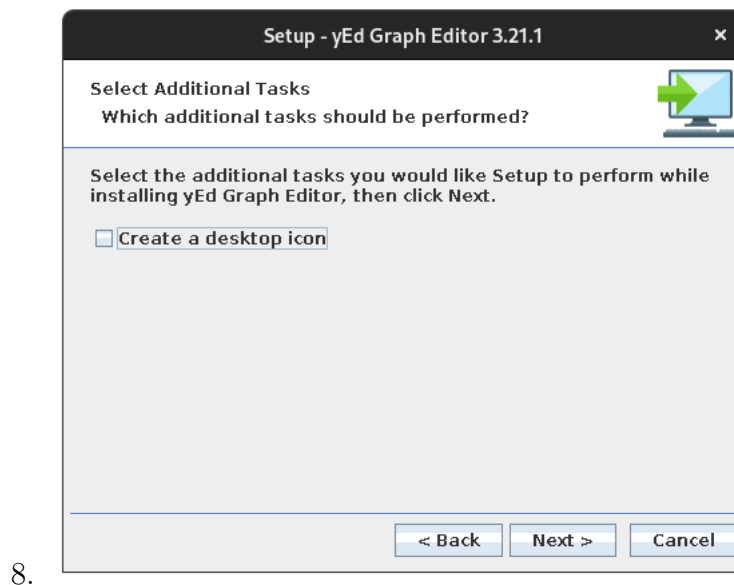 Setup - yEd Graph Editor 3.21.1
×
Select Additional Tasks
Which additional tasks should be performed?
Select the additional tasks you would like Setup to perform while
installing yEd Graph Editor, then click Next.
Create a desktop icon
< Back Next > Cancel
8.